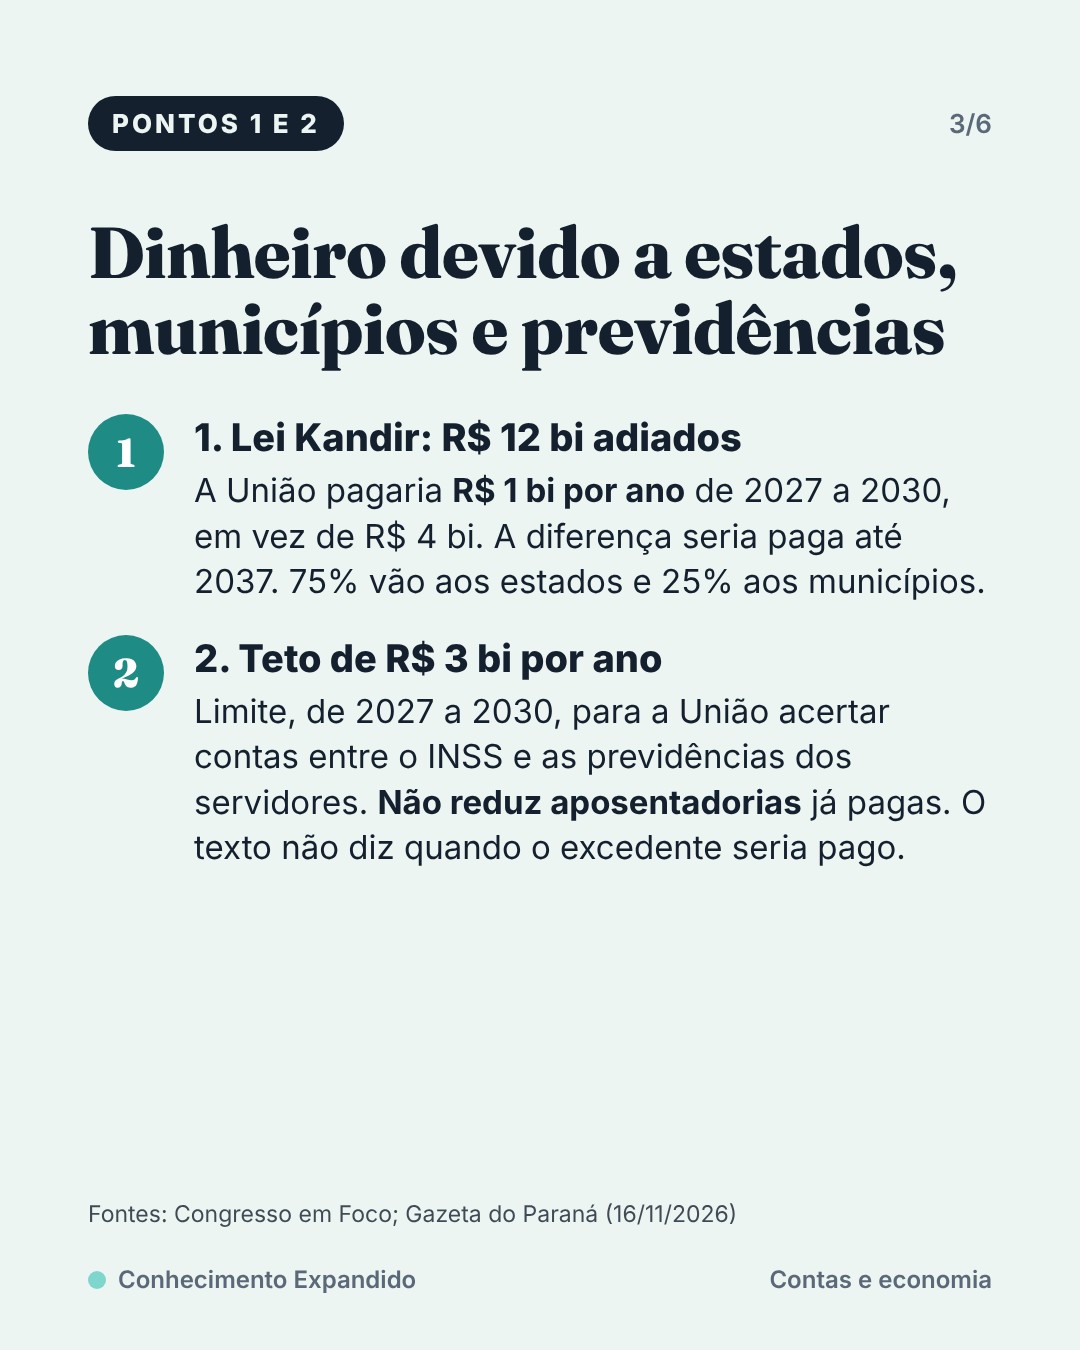 PONTOS 1 E 2
3/6
Dinheiro devido a estados,
municípios e previdências
1
1. Lei Kandir: R$ 12 bi adiados
A União pagaria R$ 1 bi por ano de 2027 a 2030,
em vez de R$ 4 bi. A diferença seria paga até
2037. 75% vão aos estados e 25% aos municípios.
2
2. Teto de R$ 3 bi por ano
Limite, de 2027 a 2030, para a União acertar
contas entre o INSS e as previdências dos
servidores. Não reduz aposentadorias já pagas. O
texto não diz quando o excedente seria pago.
Fontes: Congresso em Foco; Gazeta do Paraná (16/11/2026)
Conhecimento Expandido
Contas e economia